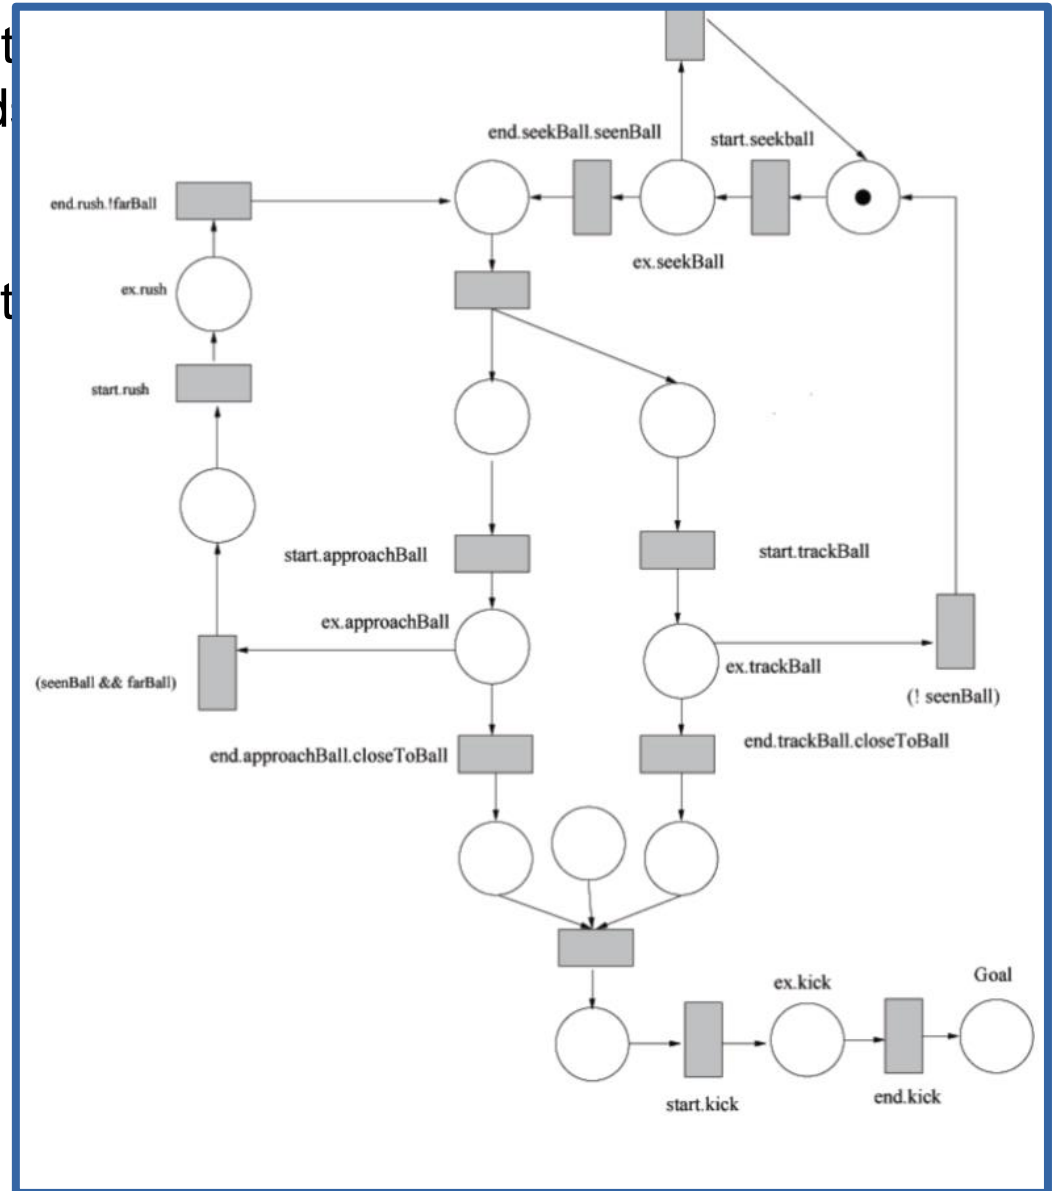 end.seekBall.seenBall
start.seekball
end.rush.!farBall
ex.seekBall
ex.rush
start.rush
start.approachBall
start.trackBall
ex.approachBall
ex.trackBall
(seenBall && farBall)
(! seenBall)
end.approachBall.closeToBall
end.trackBall.closeToBall
Goal
ex.kick
start.kick
end.kick